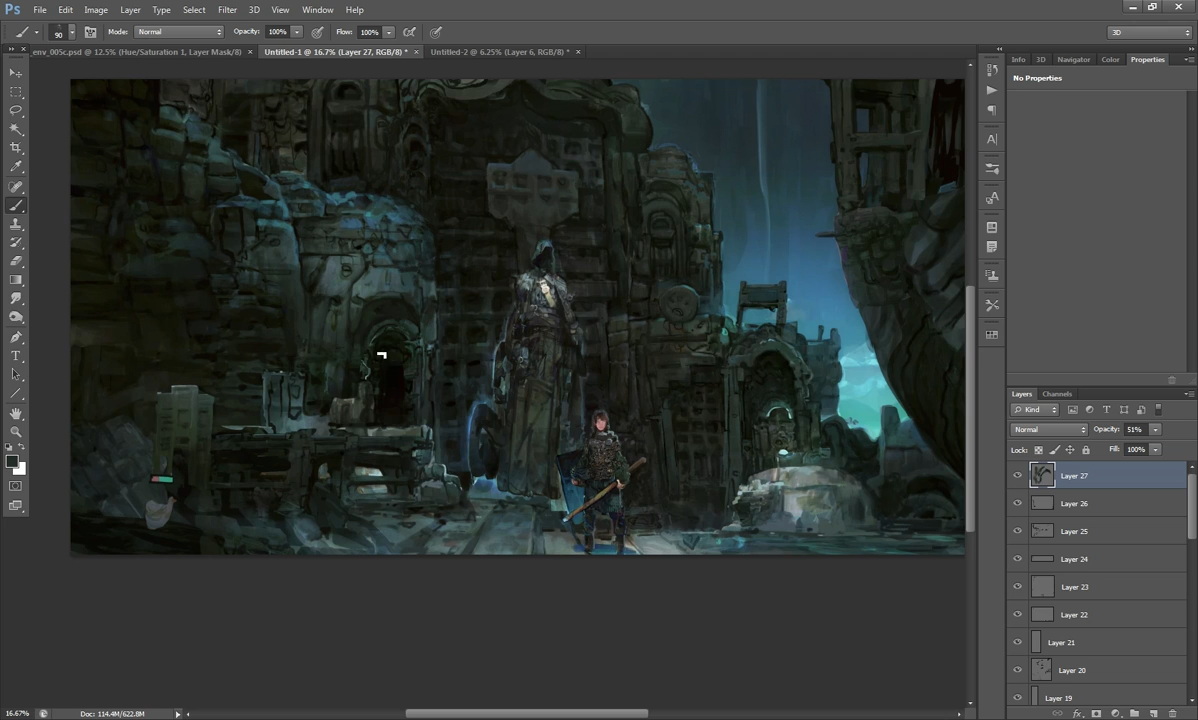 Ps File Edit Image Layer Type Select Filter 3D View Window Help
90 Mode: Normal Opacity: 100% Flow: 100% 3D
_env_005c.psd @ 12.5% (Hue/Saturation 1, Layer Mask/8) × Untitled-1 @ 16.7% (Layer 27, RGB/8) * × Untitled-2 @ 6.25% (Layer 6, RGB/8) * ×
Info 3D Navigator Color Properties
No Properties
Layers Channels
Kind
Normal Opacity: 51%
Lock: Fill: 100%
Layer 27
Layer 26
Layer 25
Layer 24
Layer 23
Layer 22
Layer 21
Layer 20
Layer 19
16.67% Doc: 114.4M/622.8M